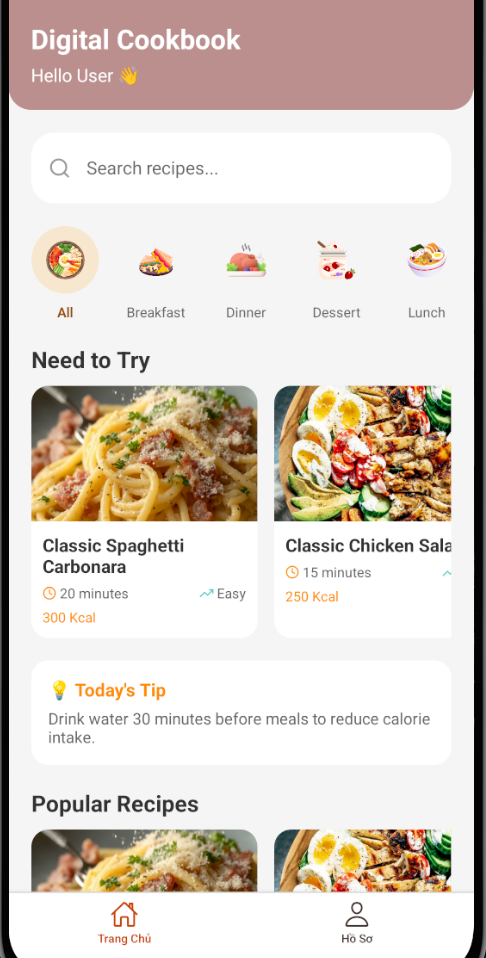 Digital Cookbook
Hello User 👋
Search recipes...
All
Breakfast
Dinner
Dessert
Lunch
Need to Try
Classic Spaghetti
Carbonara
20 minutes
Easy
300 Kcal
Classic Chicken Sala
15 minutes
250 Kcal
💡 Today's Tip
Drink water 30 minutes before meals to reduce calorie
intake.
Popular Recipes
Trang Chủ
Hồ Sơ